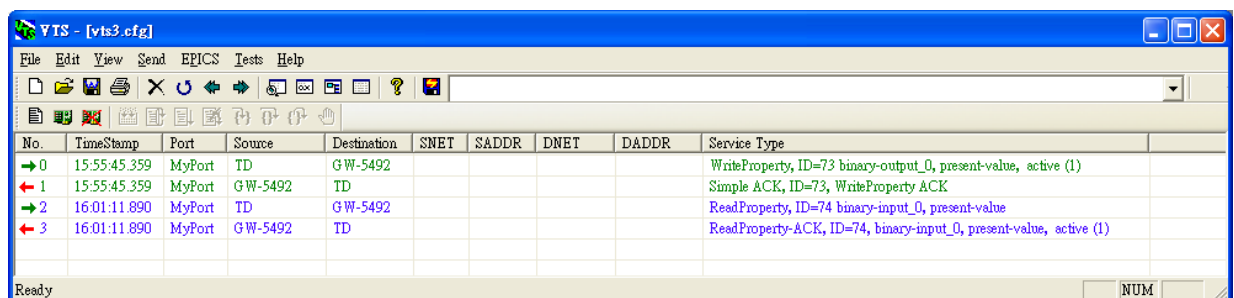 VTS - [vts3.cfg]
File Edit View Send EPICS Tests Help
No. TimeStamp Port Source Destination SNET SADDR DNET DADDR Service Type
0 15:55:45.359 MyPort TD GW-5492 WriteProperty, ID=73 binary-output_0, present-value, active (1)
1 15:55:45.359 MyPort GW-5492 TD Simple ACK, ID=73, WriteProperty ACK
2 16:01:11.890 MyPort TD GW-5492 ReadProperty, ID=74 binary-input_0, present-value
3 16:01:11.890 MyPort GW-5492 TD ReadProperty-ACK, ID=74, binary-input_0, present-value, active (1)
Ready NUM